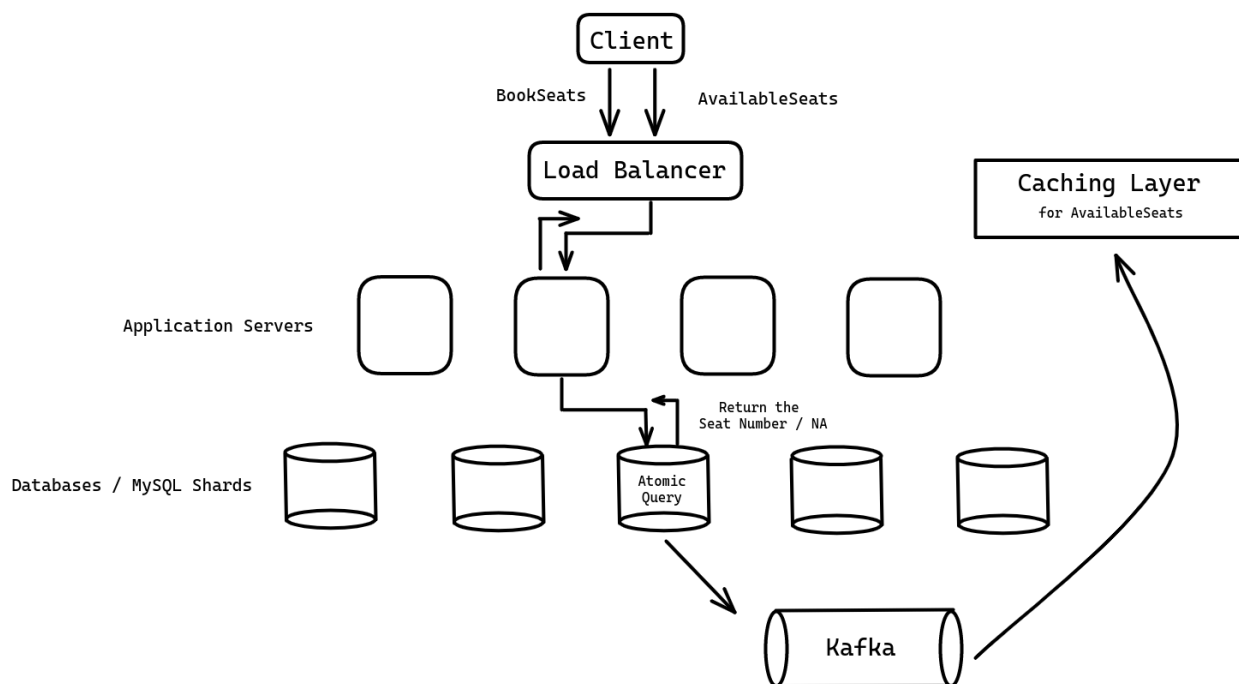 Client
BookSeats
AvailableSeats
Load Balancer
Caching Layer
for AvailableSeats
Application Servers
Return the
Seat Number / NA
Databases / MySQL Shards
Atomic
Query
Kafka